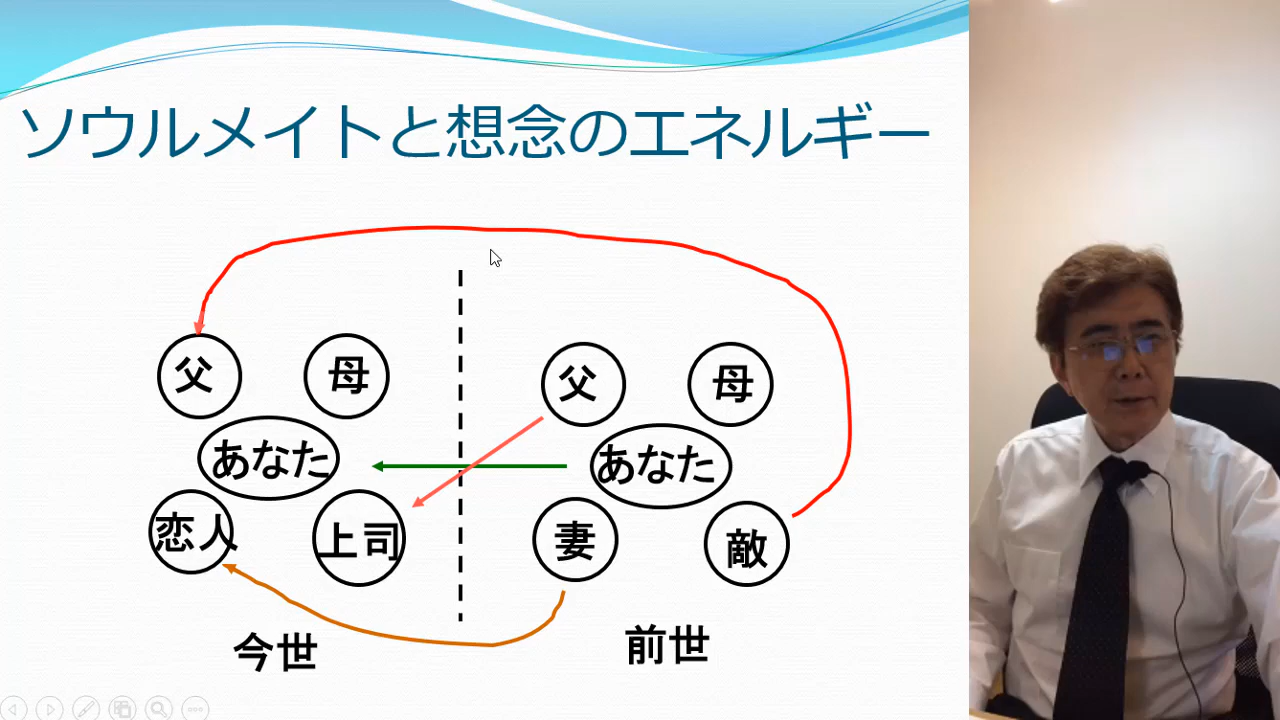 ソウルメイトと想念のエネルギー
父 母 父 母
あなた あなた
恋人 上司 妻 敵
今世 前世